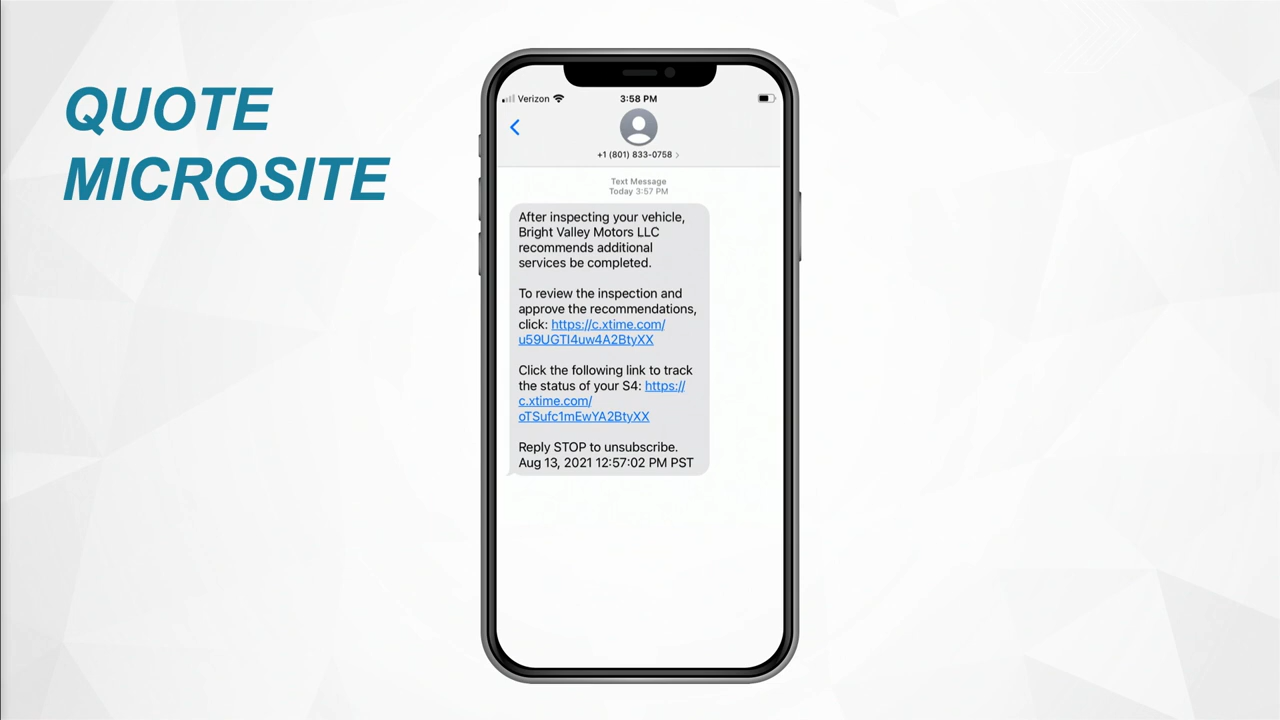 QUOTE
MICROSITE
Verizon
3:58 PM
+1 (801) 833-0758 >
Text Message
Today 3:57 PM
After inspecting your vehicle,
Bright Valley Motors LLC
recommends additional
services be completed.
To review the inspection and
approve the recommendations,
click: https://c.xtime.com/
u59UGTI4uw4A2BtyXX
Click the following link to track
the status of your S4: https://
c.xtime.com/
oTSufc1mEwYA2BtyXX
Reply STOP to unsubscribe.
Aug 13, 2021 12:57:02 PM PST